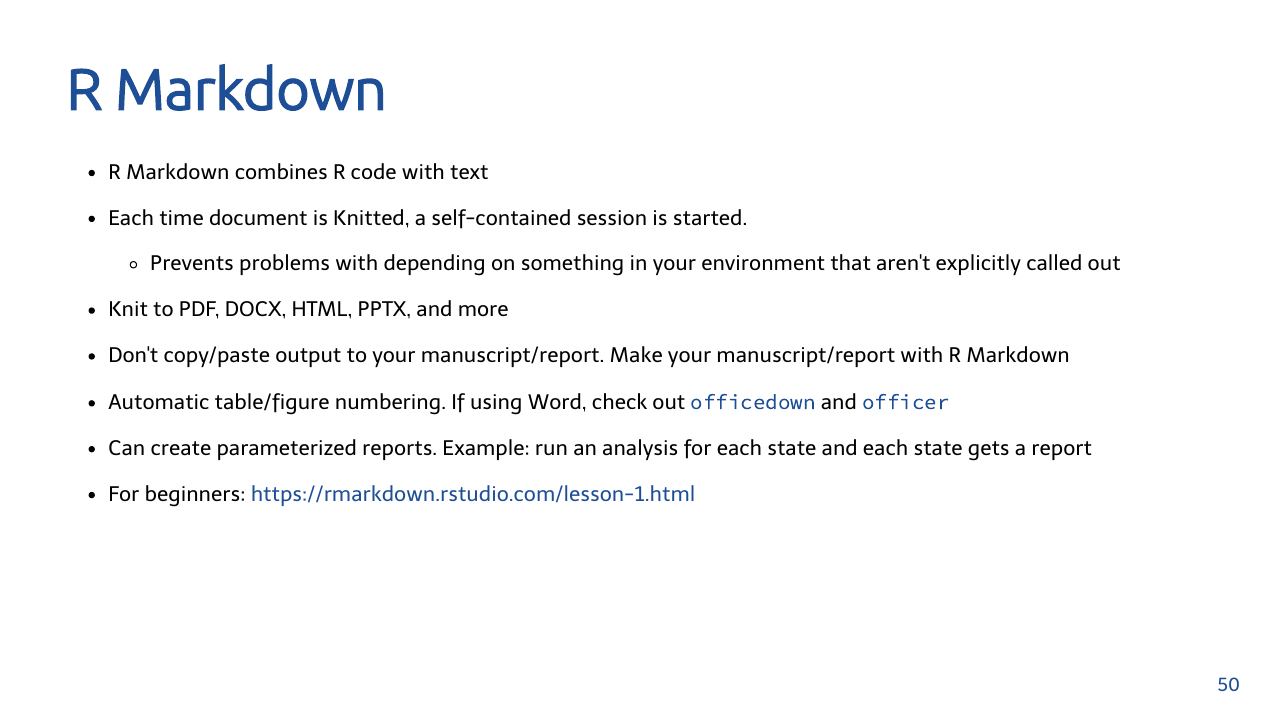 R Markdown
• R Markdown combines R code with text
• Each time document is Knitted, a self-contained session is started.
◦ Prevents problems with depending on something in your environment that aren't explicitly called out
• Knit to PDF, DOCX, HTML, PPTX, and more
• Don't copy/paste output to your manuscript/report. Make your manuscript/report with R Markdown
• Automatic table/figure numbering. If using Word, check out officedown and officer
• Can create parameterized reports. Example: run an analysis for each state and each state gets a report
• For beginners: https://rmarkdown.rstudio.com/lesson-1.html
50